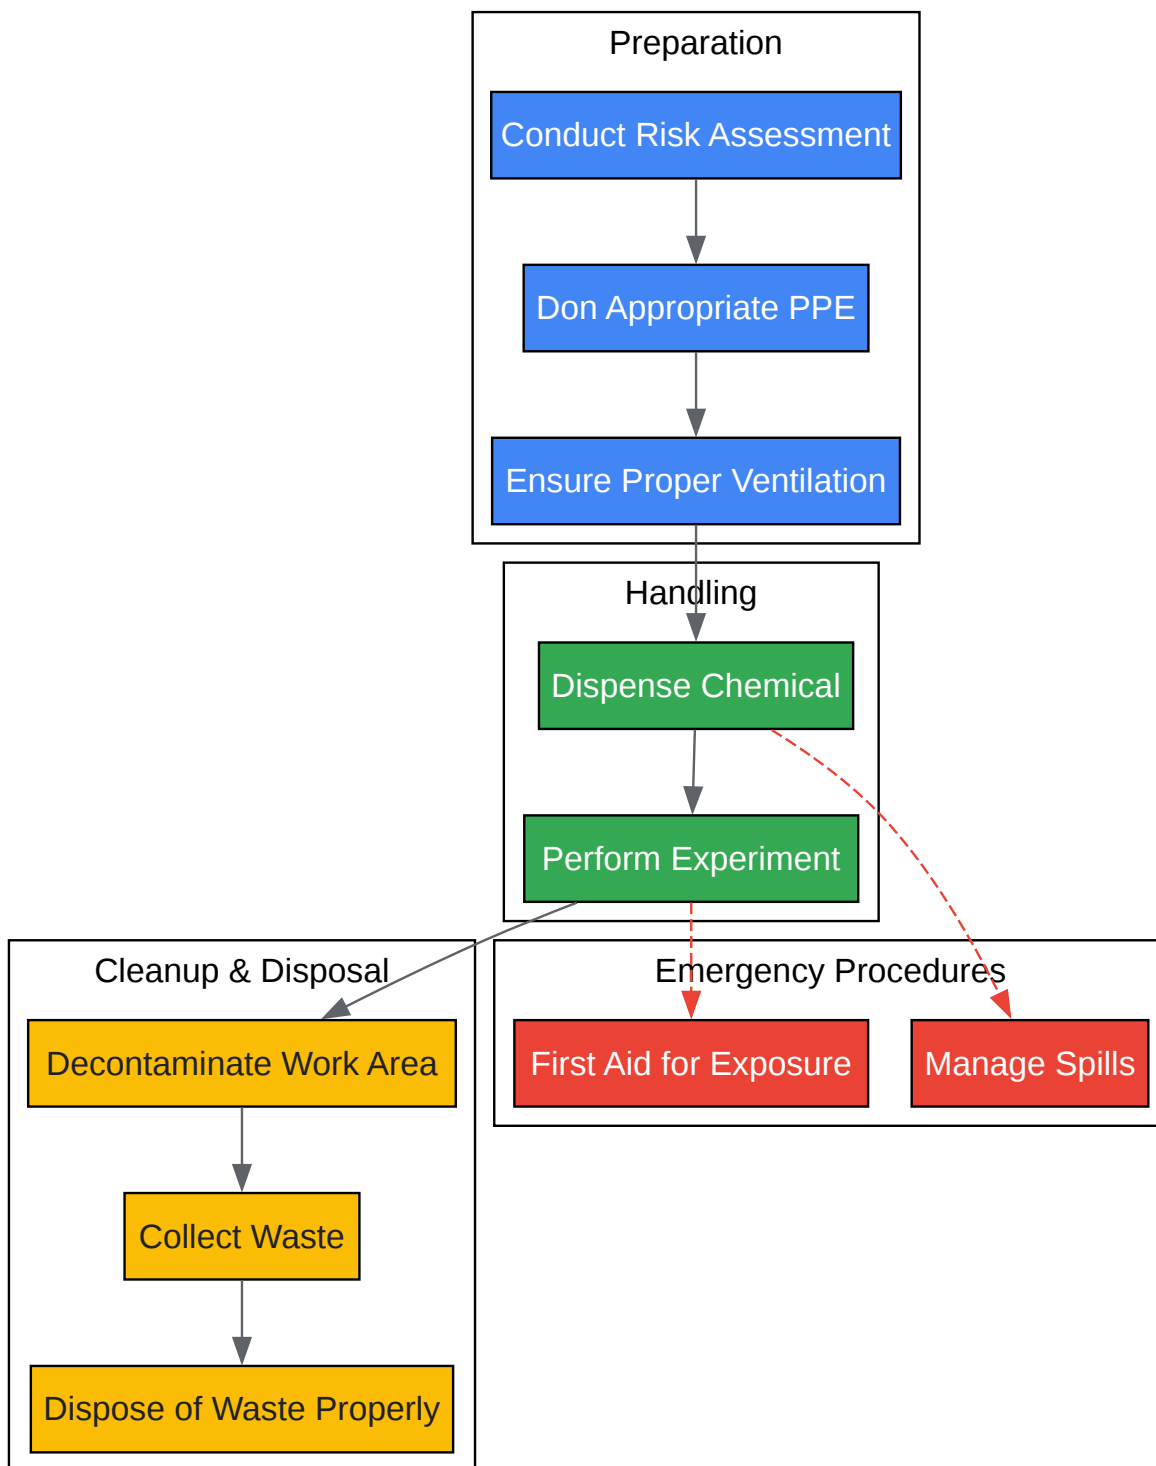 Preparation
Conduct Risk Assessment
Don Appropriate PPE
Ensure Proper Ventilation
Handling
Dispense Chemical
Perform Experiment
Cleanup & Disposal
Decontaminate Work Area
Collect Waste
Dispose of Waste Properly
Emergency Procedures
First Aid for Exposure
Manage Spills